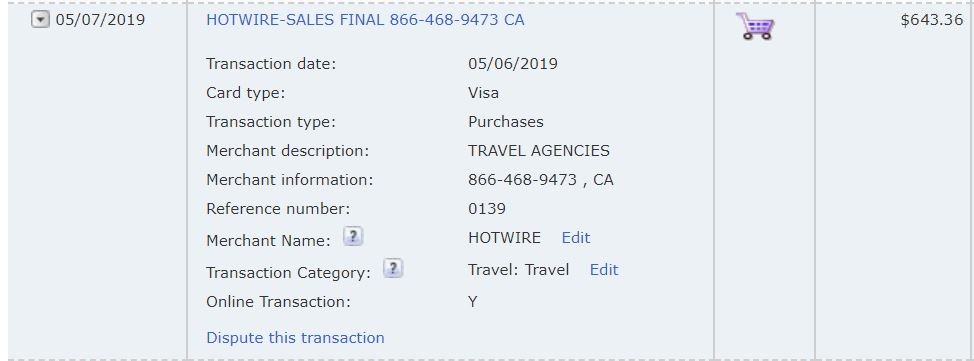 05/07/2019 HOTWIRE-SALES FINAL 866-468-9473 CA $643.36
Transaction date: 05/06/2019
Card type: Visa
Transaction type: Purchases
Merchant description: TRAVEL AGENCIES
Merchant information: 866-468-9473 , CA
Reference number: 0139
Merchant Name: ? HOTWIRE Edit
Transaction Category: ? Travel: Travel Edit
Online Transaction: Y
Dispute this transaction